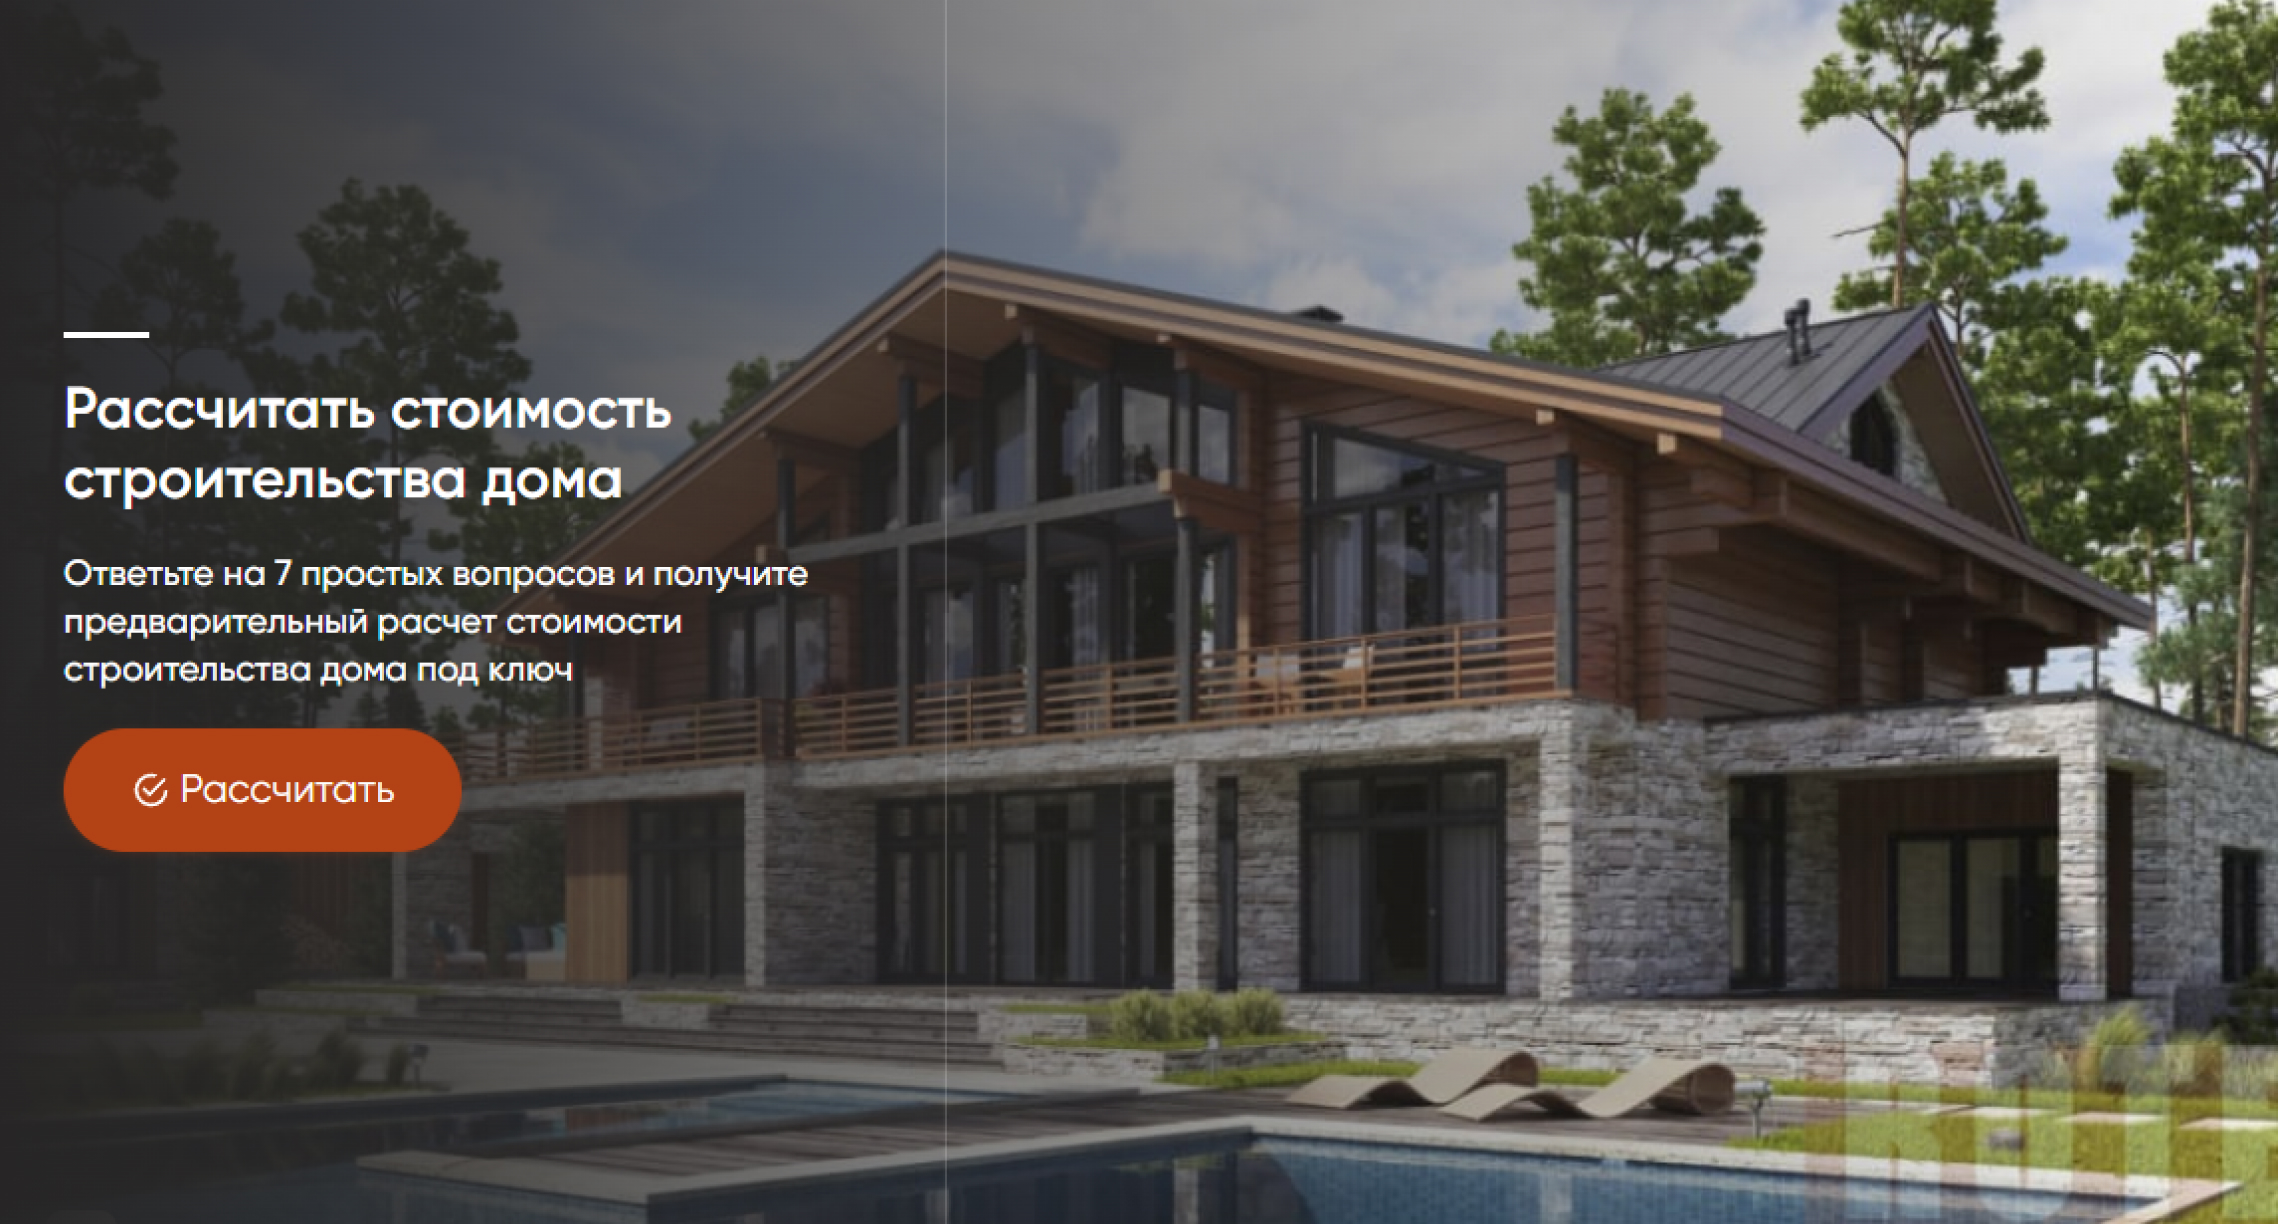 Рассчитать стоимость
строительства дома
Ответьте на 7 простых вопросов и получите
предварительный расчет стоимости
строительства дома под ключ
Рассчитать